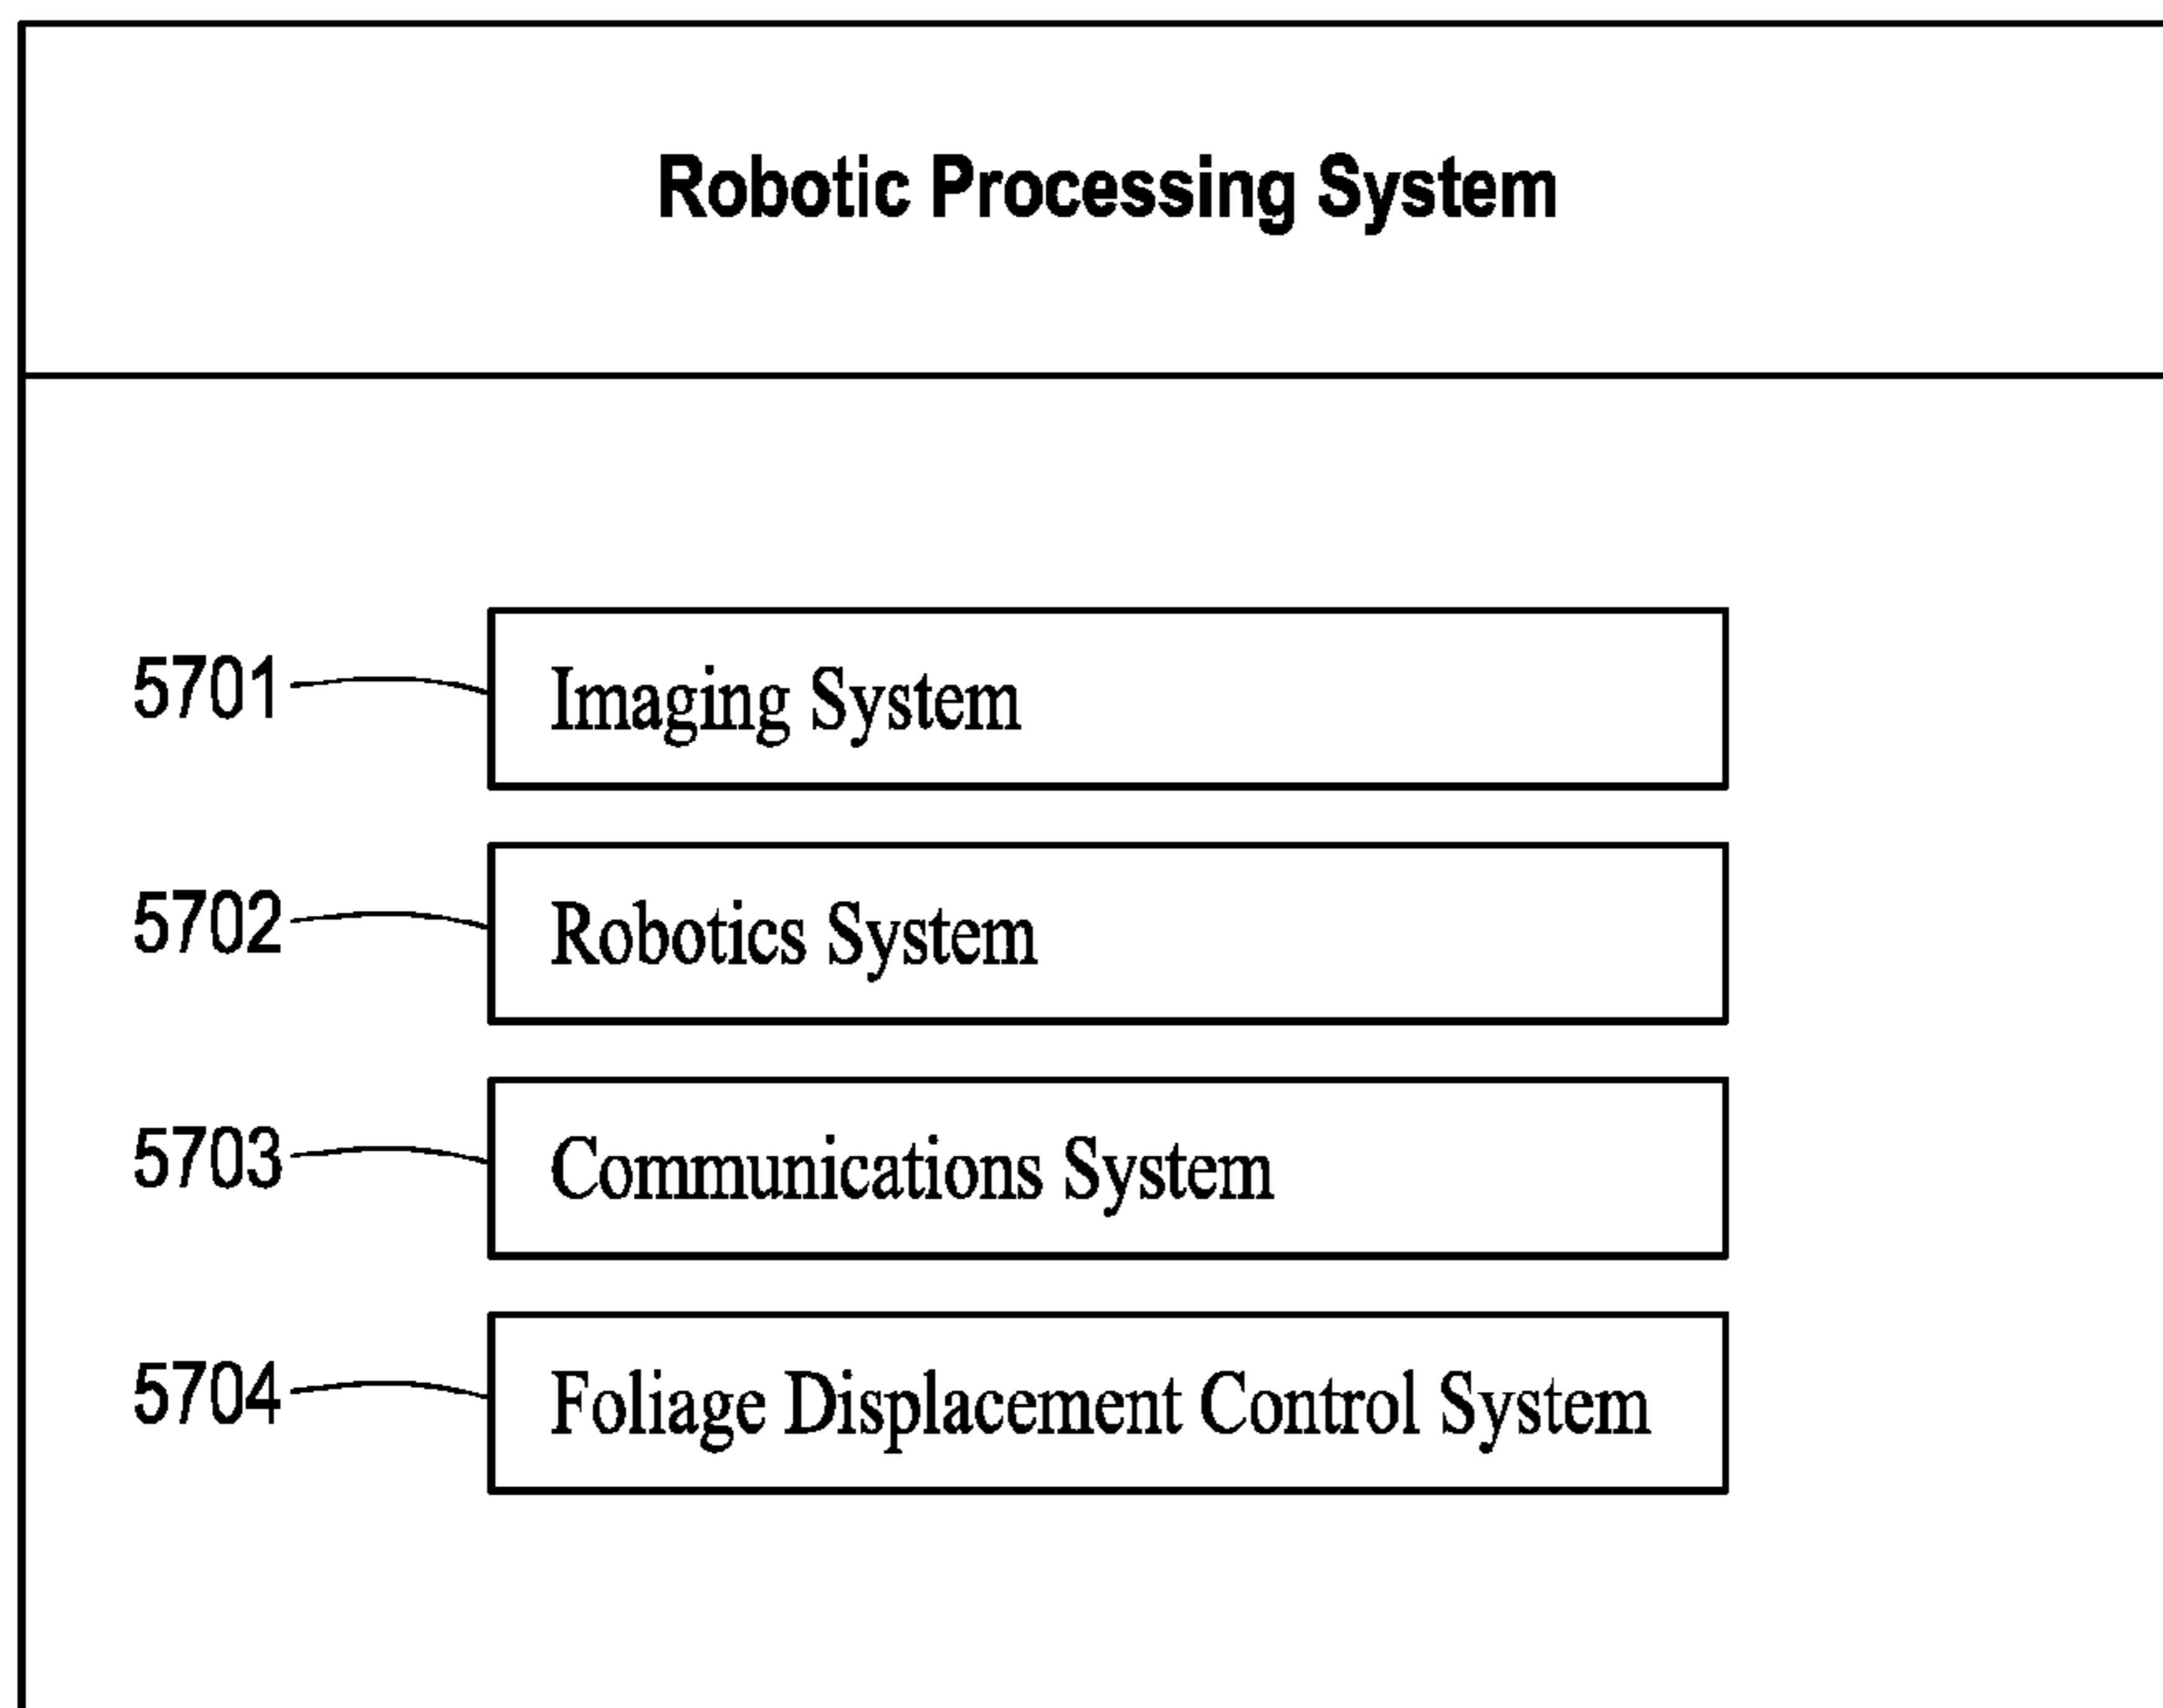 Robotic Processing System
5701 Imaging System
5702 Robotics System
5703 Communications System
5704 Foliage Displacement Control System